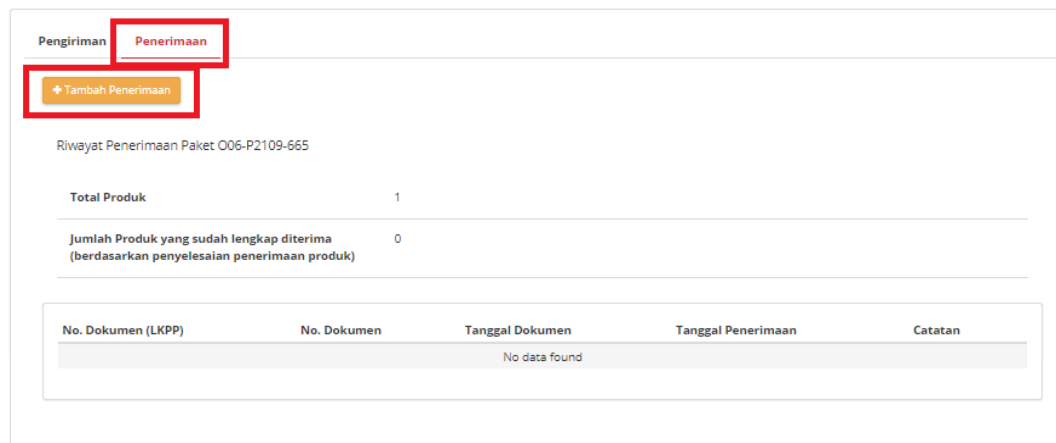 Pengiriman Penerimaan
+ Tambah Penerimaan
Riwayat Penerimaan Paket O06-P2109-665
Total Produk 1
Jumlah Produk yang sudah lengkap diterima 0
(berdasarkan penyelesaian penerimaan produk)
No. Dokumen (LKPP) No. Dokumen Tanggal Dokumen Tanggal Penerimaan Catatan
No data found